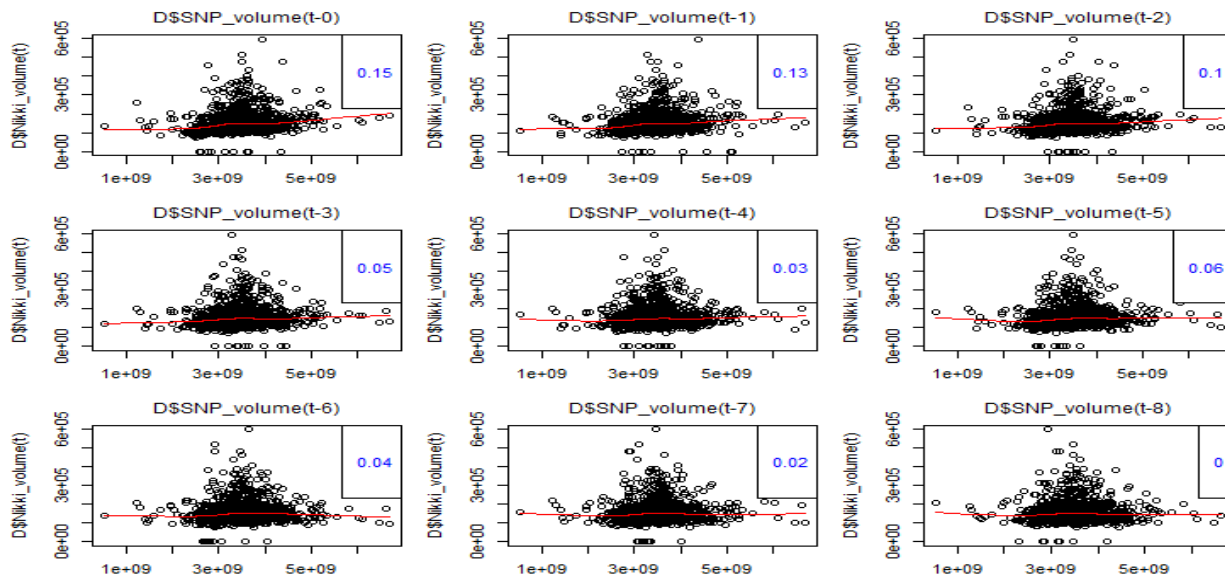 D$SNP_volume(t-0) D$SNP_volume(t-1) D$SNP_volume(t-2)
D$Nikki_volume(t) 0e+00 3e+05 6e+05 0.15 D$Nikki_volume(t) 0e+00 3e+05 6e+05 0.13 D$Nikki_volume(t) 0e+00 3e+05 6e+05 0.1
1e+09 3e+09 5e+09 1e+09 3e+09 5e+09 1e+09 3e+09 5e+09
D$SNP_volume(t-3) D$SNP_volume(t-4) D$SNP_volume(t-5)
D$Nikki_volume(t) 0e+00 3e+05 6e+05 0.05 D$Nikki_volume(t) 0e+00 3e+05 6e+05 0.03 D$Nikki_volume(t) 0e+00 3e+05 6e+05 0.06
1e+09 3e+09 5e+09 1e+09 3e+09 5e+09 1e+09 3e+09 5e+09
D$SNP_volume(t-6) D$SNP_volume(t-7) D$SNP_volume(t-8)
D$Nikki_volume(t) 0e+00 3e+05 6e+05 0.04 D$Nikki_volume(t) 0e+00 3e+05 6e+05 0.02 D$Nikki_volume(t) 0e+00 3e+05 6e+05 0
1e+09 3e+09 5e+09 1e+09 3e+09 5e+09 1e+09 3e+09 5e+09